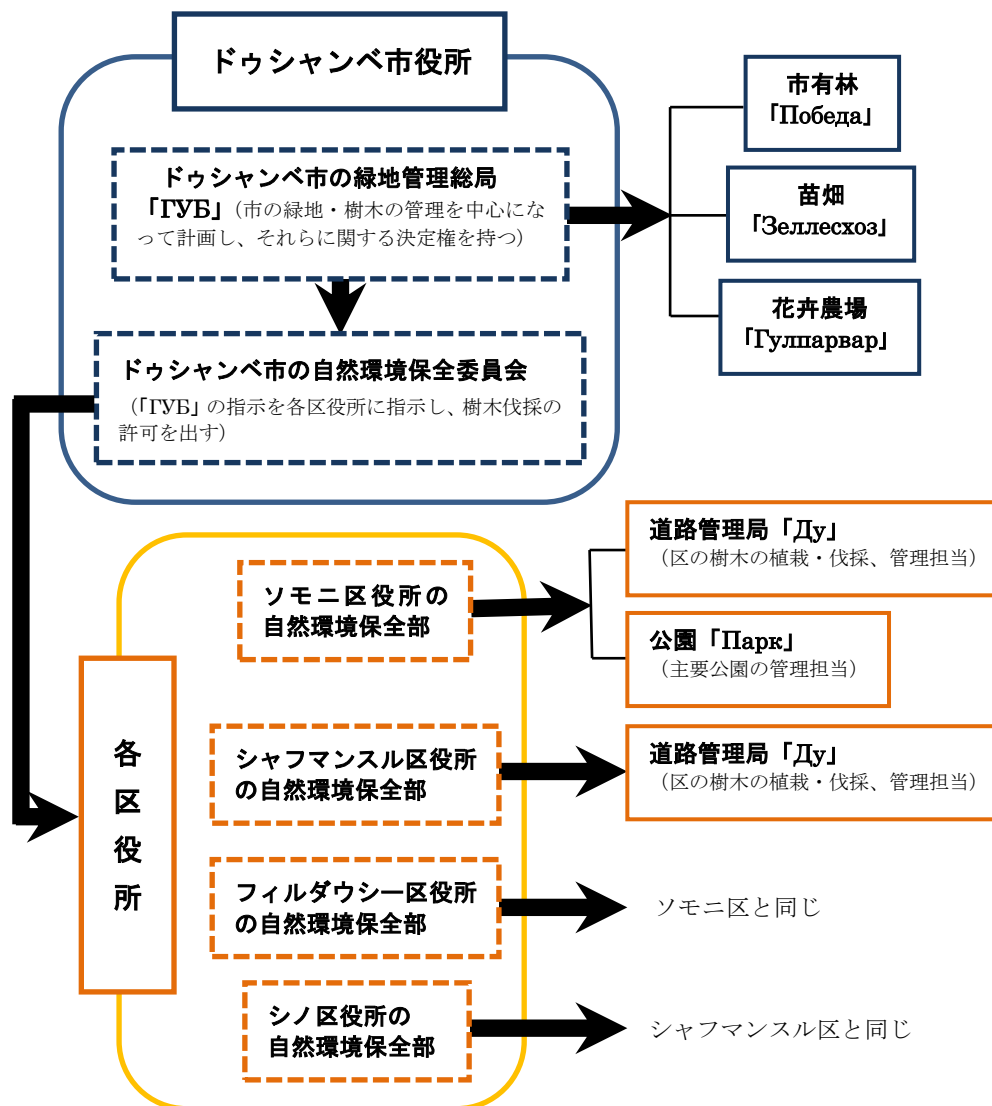 ドゥシャンベ市役所
市有林
「Победа」
ドゥシャンベ市の緑地管理総局
「ГУБ」（市の緑地・樹木の管理を中心にな
って計画し、それらに関する決定権を持つ）
苗畑
「Зеллесхоз」
花卉農場
「Гулпарвар」
ドゥシャンベ市の自然環境保全委員会
（「ГУБ」の指示を各区役所に指示し、樹木伐採の
許可を出す）
各区役所
ソモニ区役所の
自然環境保全部
道路管理局「Ду」
（区の樹木の植栽・伐採、管理担当）
公園「Парк」
（主要公園の管理担当）
シャフマンスル区役所
の自然環境保全部
道路管理局「Ду」
（区の樹木の植栽・伐採、管理担当）
フィルダウシー区役所
の自然環境保全部
ソモニ区と同じ
シノ区役所の
自然環境保全部
シャフマンスル区と同じ